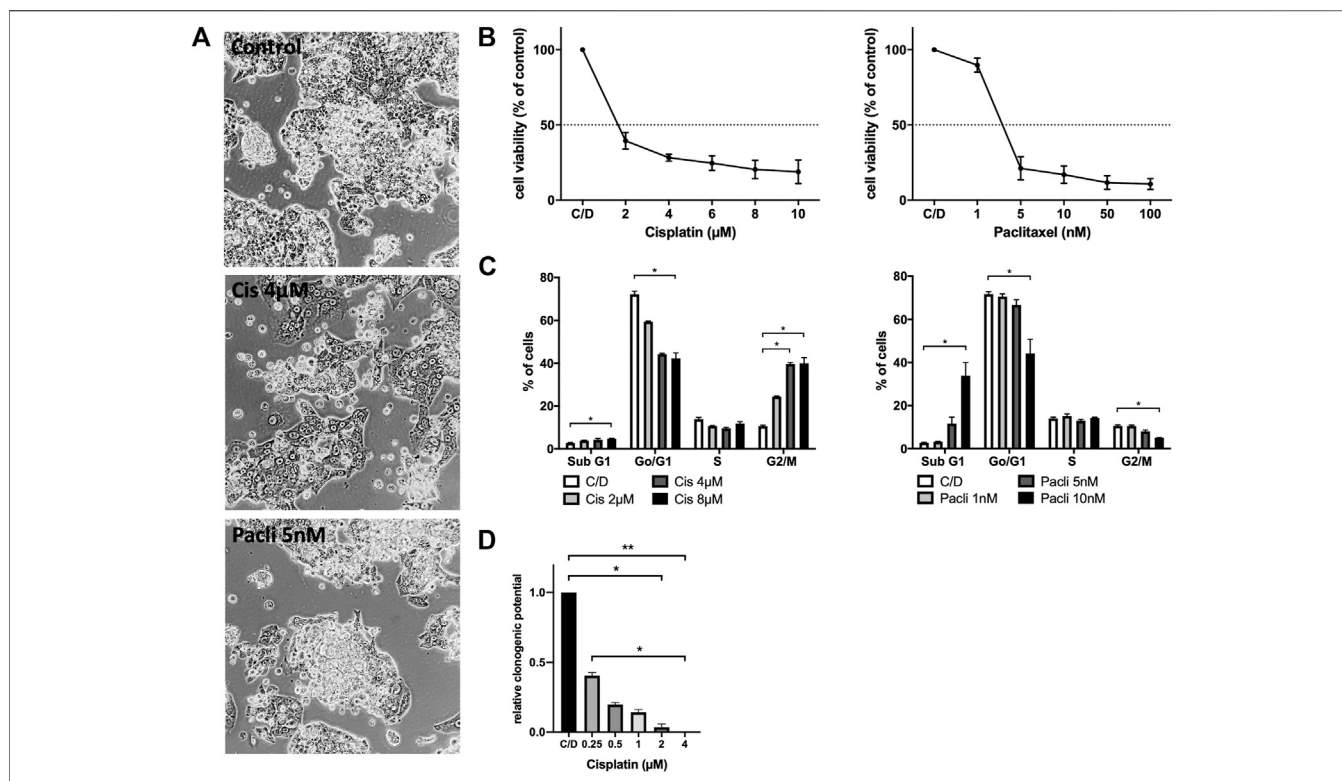 A
Control
Cis 4μM
Pacli 5nM
B
cell viability (% of control)
100
50
0
C/D
2
4
6
8
10
Cisplatin (μM)
cell viability (% of control)
100
50
0
C/D
1
5
10
50
100
Paclitaxel (nM)
C
% of cells
80
60
40
20
0
*
*
*
*
Sub G1
Go/G1
S
G2/M
C/D
Cis 4μM
Cis 2μM
Cis 8μM
% of cells
80
60
40
20
0
*
*
*
Sub G1
Go/G1
S
G2/M
C/D
Pacli 5nM
Pacli 1nM
Pacli 10nM
D
relative clonogenic potential
1.0
0.5
0.0
**
*
*
C/D
0.25
0.5
1
2
4
Cisplatin (μM)